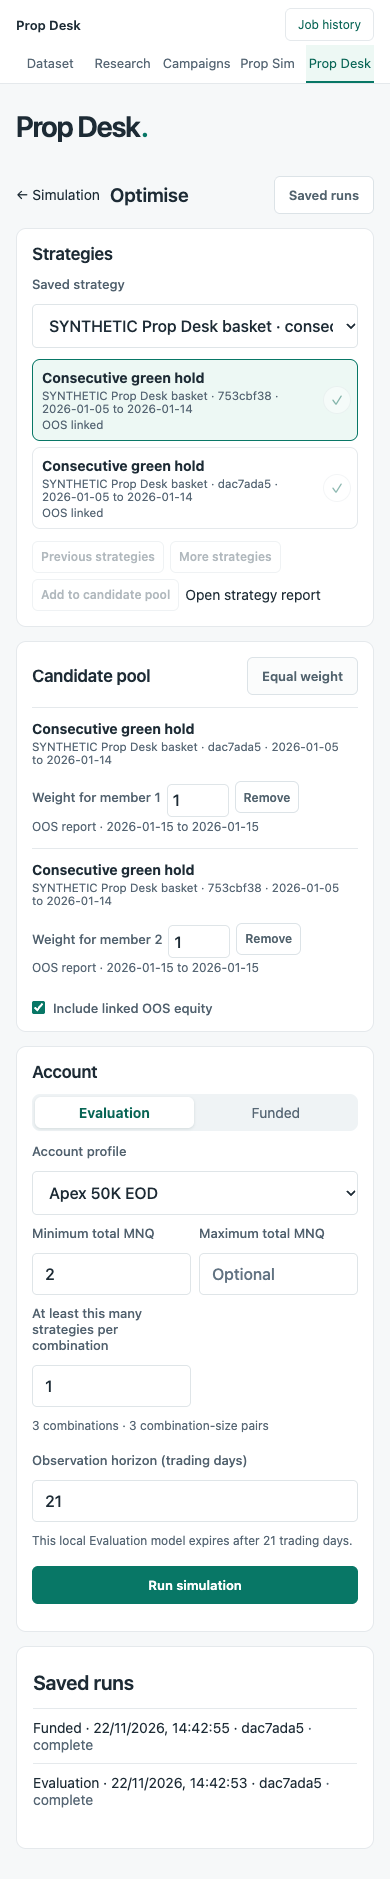 Prop Desk
Job history
Dataset Research Campaigns Prop Sim Prop Desk
Prop Desk.
← Simulation Optimise Saved runs
Strategies
Saved strategy
SYNTHETIC Prop Desk basket · consec
Consecutive green hold
SYNTHETIC Prop Desk basket · 753cbf38 ·
2026-01-05 to 2026-01-14
OOS linked
Consecutive green hold
SYNTHETIC Prop Desk basket · dac7ada5 ·
2026-01-05 to 2026-01-14
OOS linked
Previous strategies More strategies
Add to candidate pool Open strategy report
Candidate pool Equal weight
Consecutive green hold
SYNTHETIC Prop Desk basket · dac7ada5 · 2026-01-05
to 2026-01-14
Weight for member 1 1 Remove
OOS report · 2026-01-15 to 2026-01-15
Consecutive green hold
SYNTHETIC Prop Desk basket · 753cbf38 · 2026-01-05
to 2026-01-14
Weight for member 2 1 Remove
OOS report · 2026-01-15 to 2026-01-15
Include linked OOS equity
Account
Evaluation Funded
Account profile
Apex 50K EOD
Minimum total MNQ Maximum total MNQ
2 Optional
At least this many
strategies per
combination
1
3 combinations · 3 combination-size pairs
Observation horizon (trading days)
21
This local Evaluation model expires after 21 trading days.
Run simulation
Saved runs
Funded · 22/11/2026, 14:42:55 · dac7ada5 ·
complete
Evaluation · 22/11/2026, 14:42:53 · dac7ada5 ·
complete